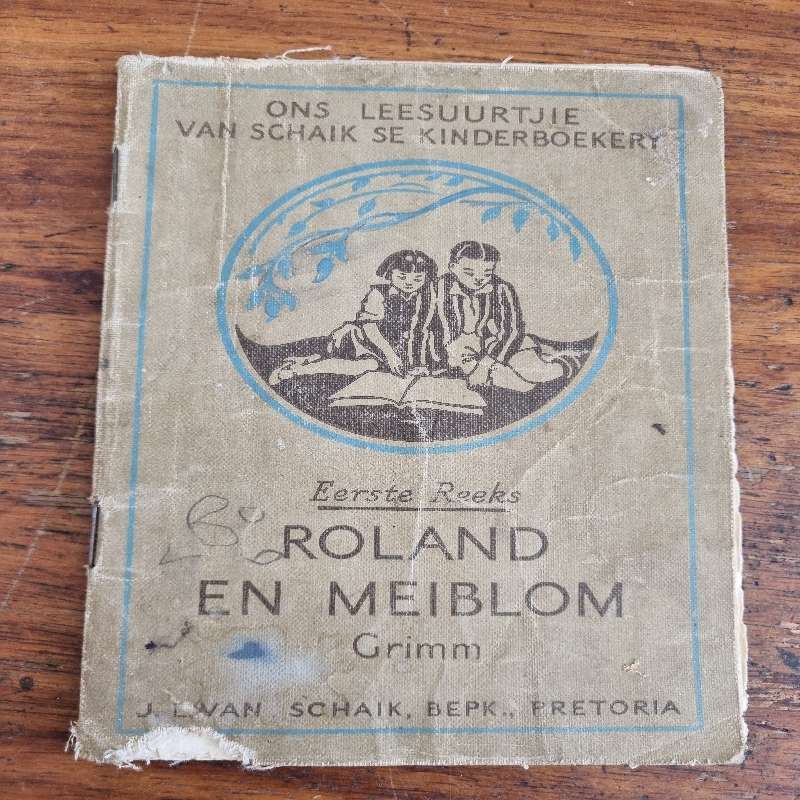 ONS LEESUURTJIE
VAN SCHAIK SE KINDERBOEKERY
Eerste Reeks
ROLAND
EN MEIBLOM
Grimm
J. L. VAN SCHAIK, BEPK., PRETORIA